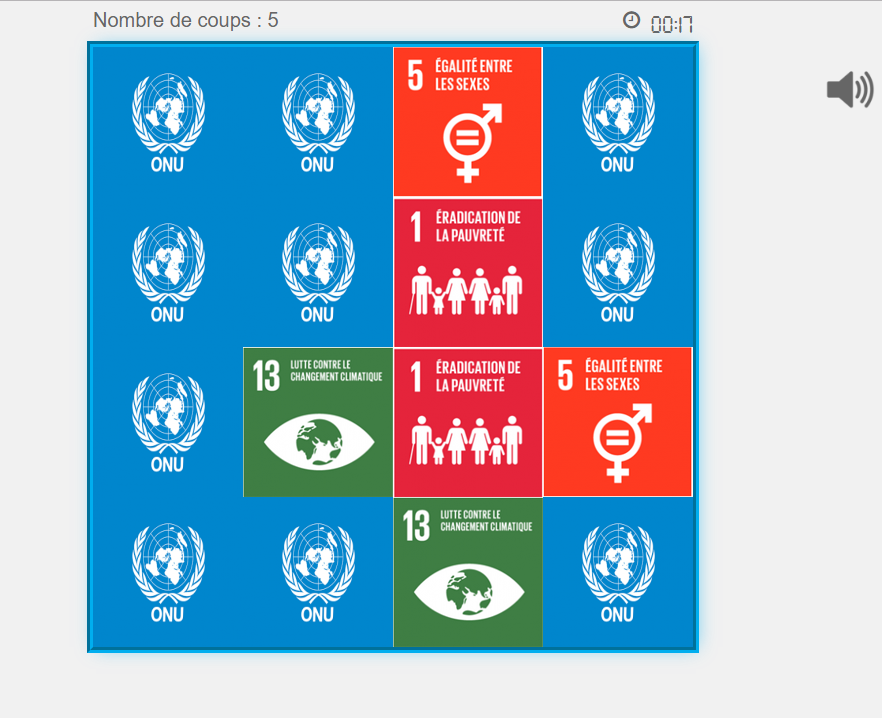 Nombre de coups : 5
00:17
ONU
ONU
5 ÉGALITÉ ENTRE
LES SEXES
ONU
ONU
ONU
1 ÉRADICATION DE
LA PAUVRETÉ
ONU
ONU
13 LUTTE CONTRE LE
CHANGEMENT CLIMATIQUE
1 ÉRADICATION DE
LA PAUVRETÉ
5 ÉGALITÉ ENTRE
LES SEXES
ONU
ONU
13 LUTTE CONTRE LE
CHANGEMENT CLIMATIQUE
ONU